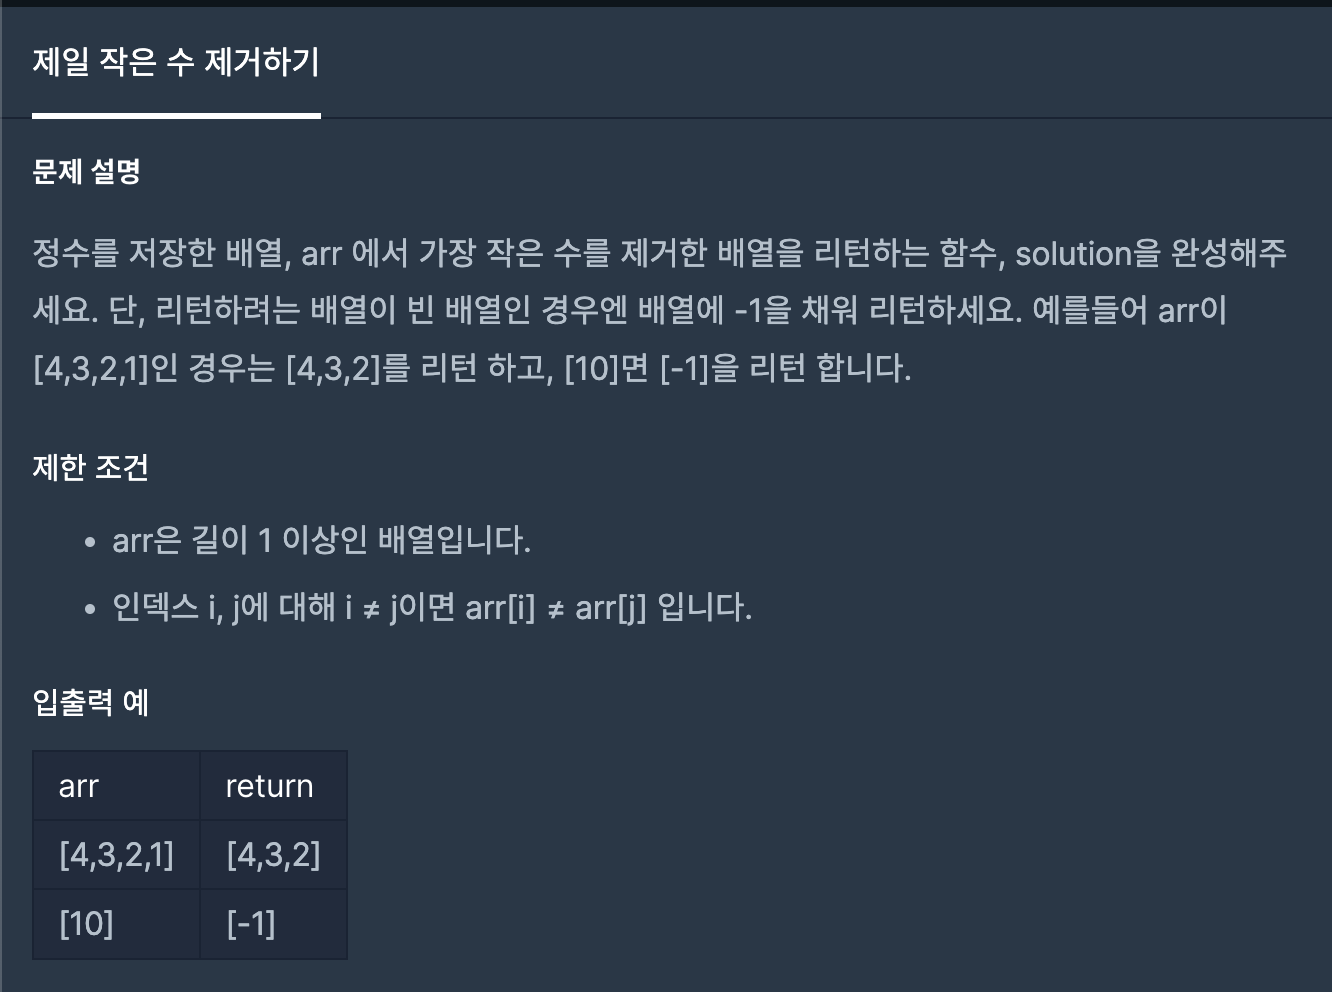 제일 작은 수 제거하기
문제 설명
정수를 저장한 배열, arr 에서 가장 작은 수를 제거한 배열을 리턴하는 함수, solution을 완성해주
세요. 단, 리턴하려는 배열이 빈 배열인 경우엔 배열에 -1을 채워 리턴하세요. 예를들어 arr이
[4,3,2,1]인 경우는 [4,3,2]를 리턴 하고, [10]면 [-1]을 리턴 합니다.
제한 조건
• arr은 길이 1 이상인 배열입니다.
• 인덱스 i, j에 대해 i ≠ j이면 arr[i] ≠ arr[j] 입니다.
입출력 예
arr return
[4,3,2,1] [4,3,2]
[10] [-1]